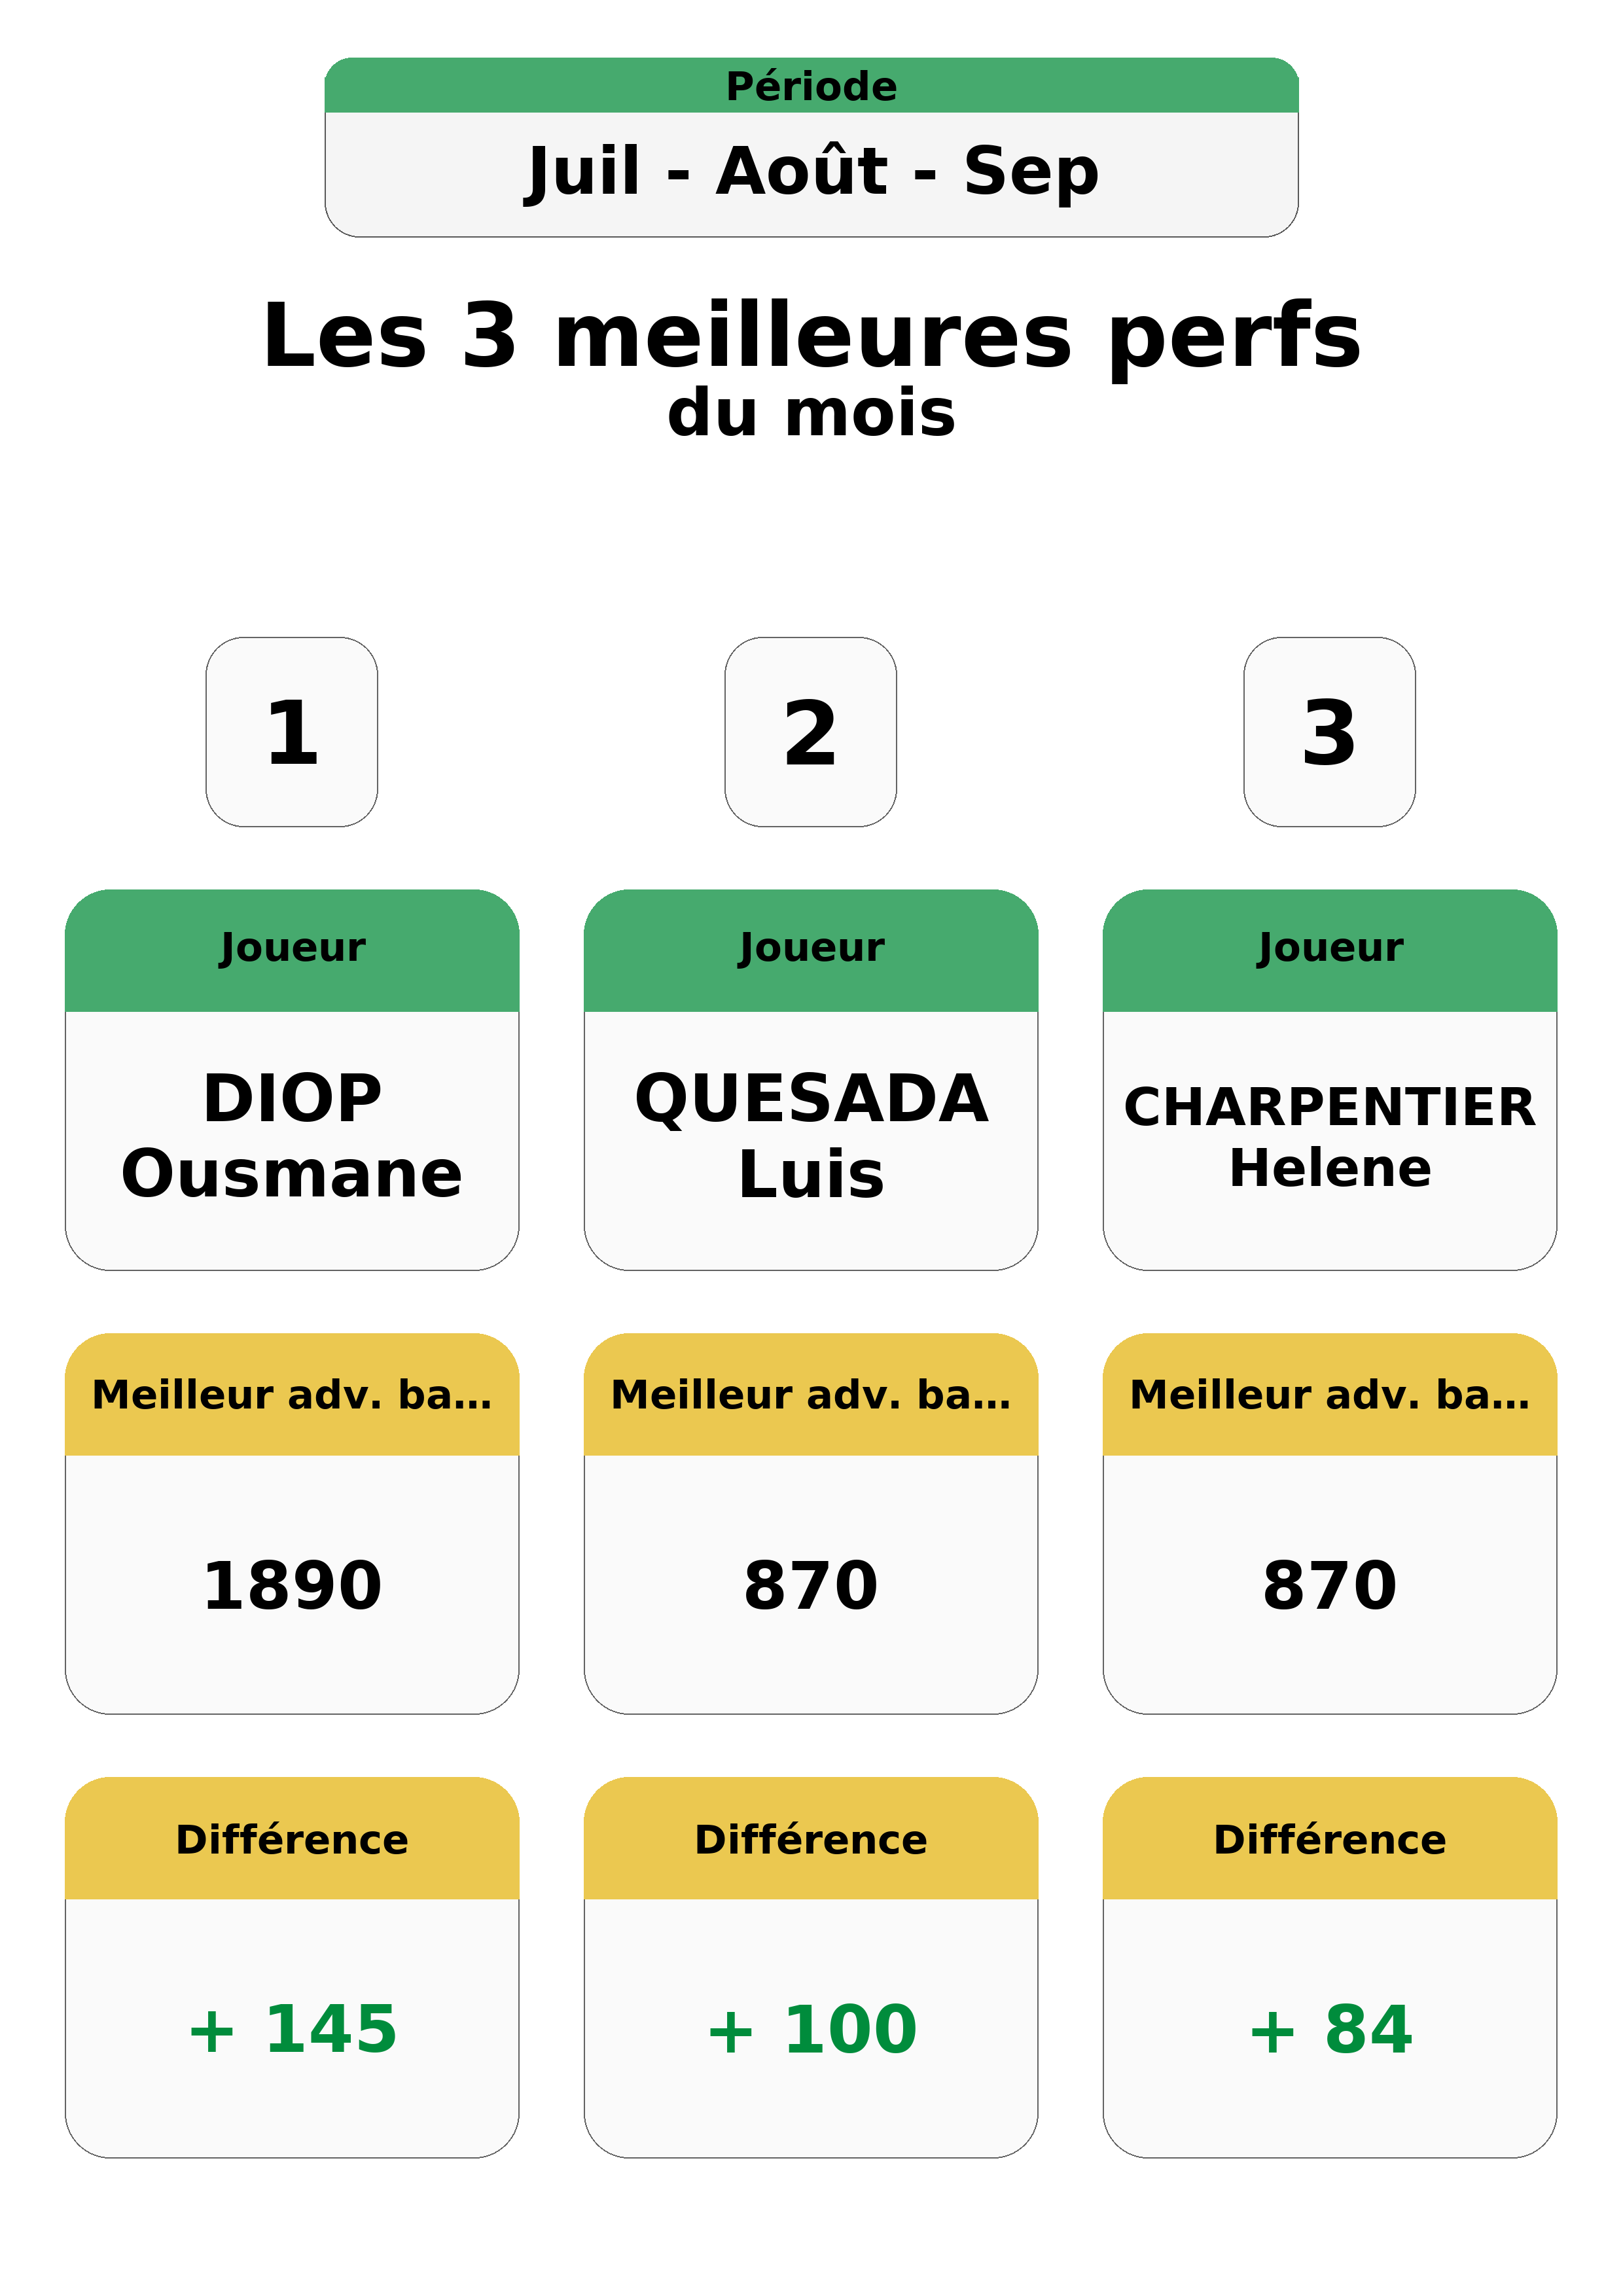 Période
Juil - Août - Sep
Les 3 meilleures perfs
du mois
1
2
3
Joueur
Joueur
Joueur
DIOP
Ousmane
QUESADA
Luis
CHARPENTIER
Helene
Meilleur adv. ba...
Meilleur adv. ba...
Meilleur adv. ba...
1890
870
870
Différence
Différence
Différence
+ 145
+ 100
+ 84